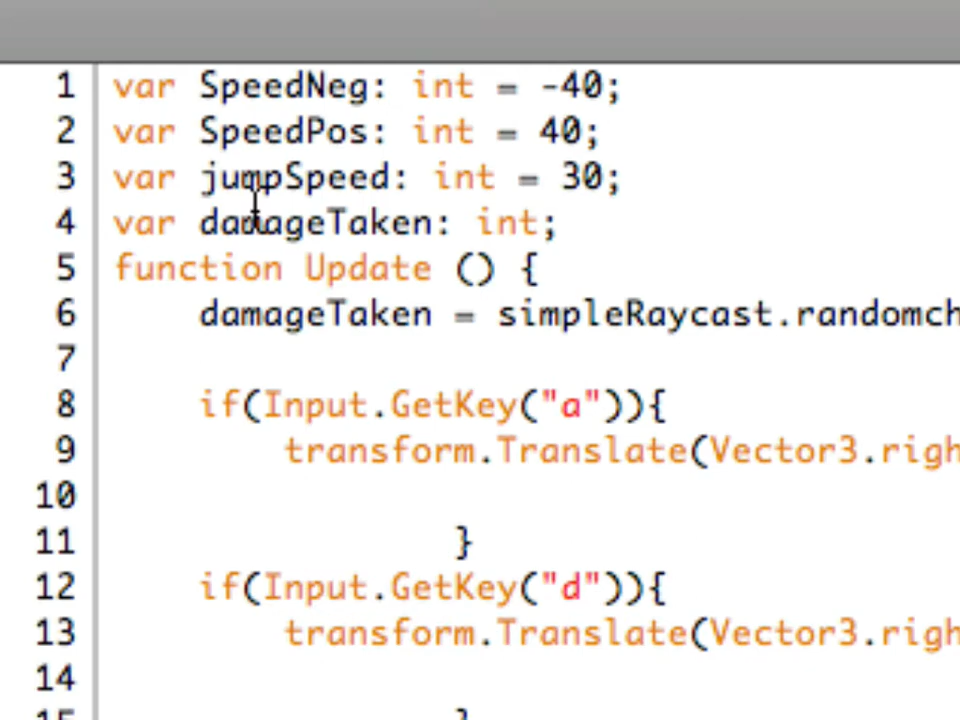 1 var SpeedNeg: int = -40;
2 var SpeedPos: int = 40;
3 var jumpSpeed: int = 30;
4 var damageTaken: int;
5 function Update () {
6 damageTaken = simpleRaycast.randomch
7
8 if(Input.GetKey("a")){
9 transform.Translate(Vector3.righ
10
11 }
12 if(Input.GetKey("d")){
13 transform.Translate(Vector3.righ
14
15 }